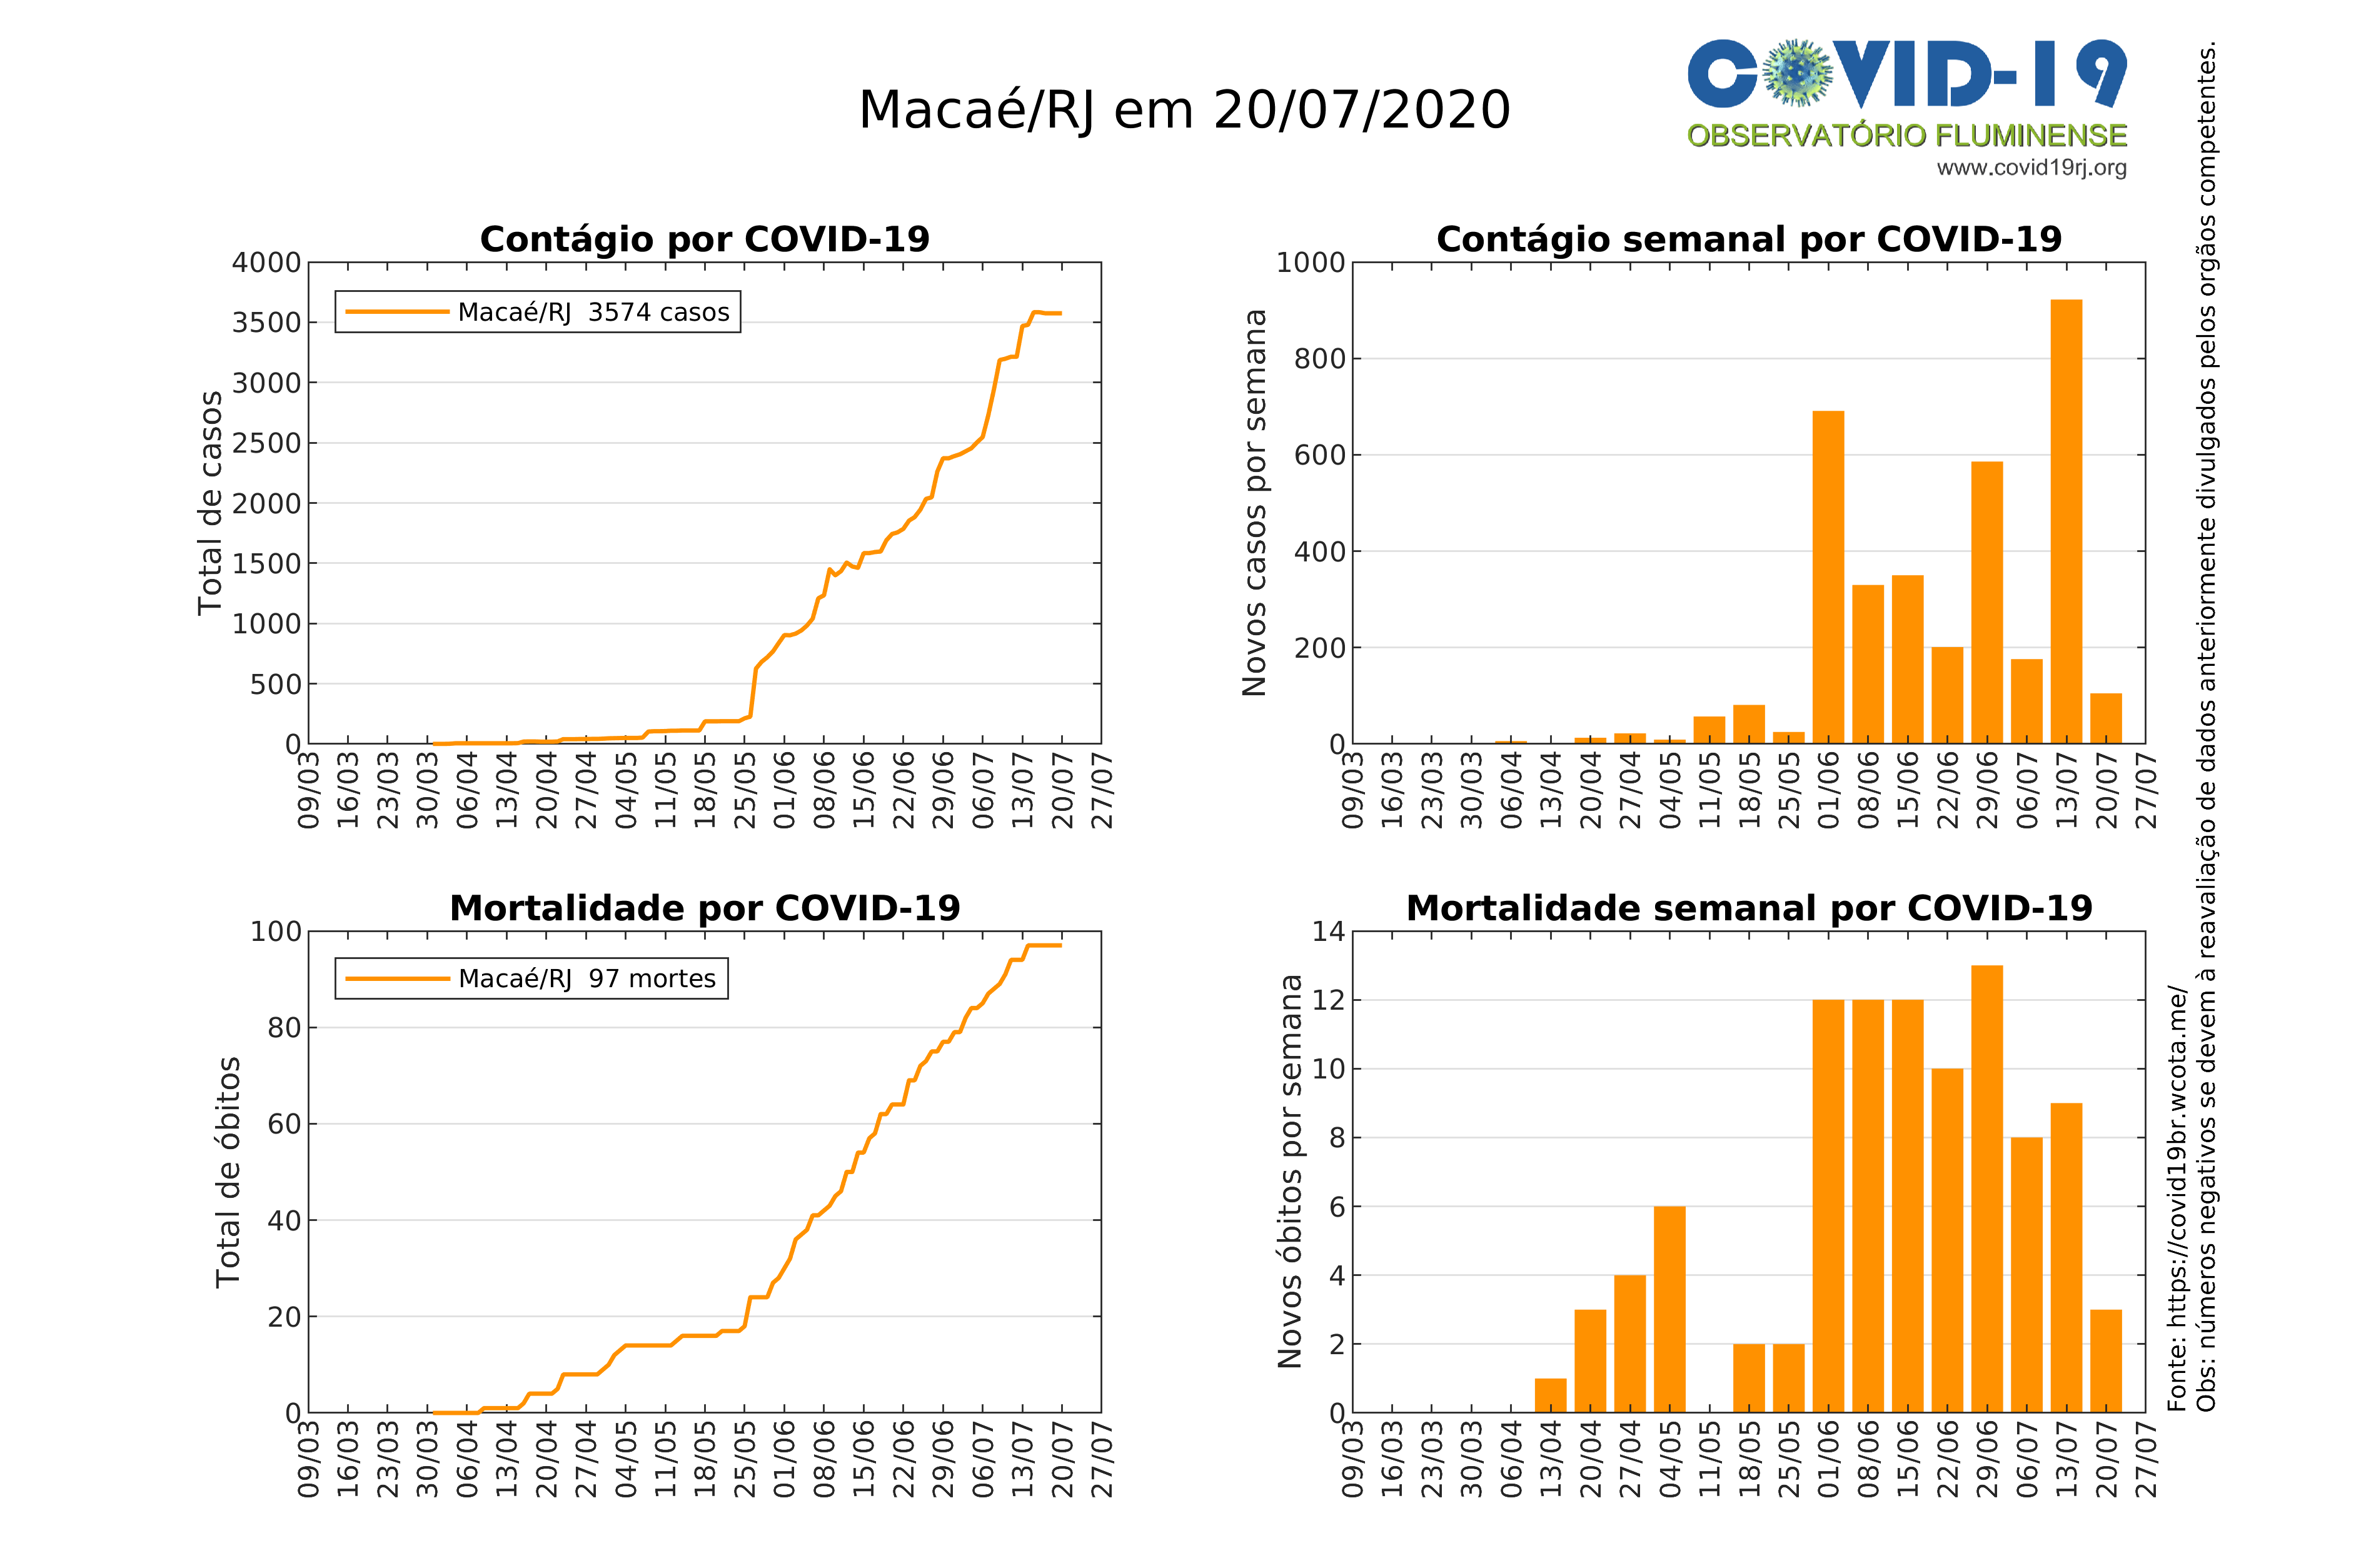 Macaé/RJ em 20/07/2020
COVID-19
OBSERVATÓRIO FLUMINENSE
www.covid19rj.org
Contágio por COVID-19
Total de casos
4000
3500
3000
2500
2000
1500
1000
500
0
Macaé/RJ 3574 casos
09/03 16/03 23/03 30/03 06/04 13/04 20/04 27/04 04/05 11/05 18/05 25/05 01/06 08/06 15/06 22/06 29/06 06/07 13/07 20/07 27/07
Contágio semanal por COVID-19
Novos casos por semana
1000
800
600
400
200
0
09/03 16/03 23/03 30/03 06/04 13/04 20/04 27/04 04/05 11/05 18/05 25/05 01/06 08/06 15/06 22/06 29/06 06/07 13/07 20/07 27/07
Mortalidade por COVID-19
Total de óbitos
100
80
60
40
20
0
Macaé/RJ 97 mortes
09/03 16/03 23/03 30/03 06/04 13/04 20/04 27/04 04/05 11/05 18/05 25/05 01/06 08/06 15/06 22/06 29/06 06/07 13/07 20/07 27/07
Mortalidade semanal por COVID-19
Novos óbitos por semana
14
12
10
8
6
4
2
0
09/03 16/03 23/03 30/03 06/04 13/04 20/04 27/04 04/05 11/05 18/05 25/05 01/06 08/06 15/06 22/06 29/06 06/07 13/07 20/07 27/07
Fonte: https://covid19br.wcota.me/
Obs: números negativos se devem à reavaliação de dados anteriormente divulgados pelos orgãos competentes.